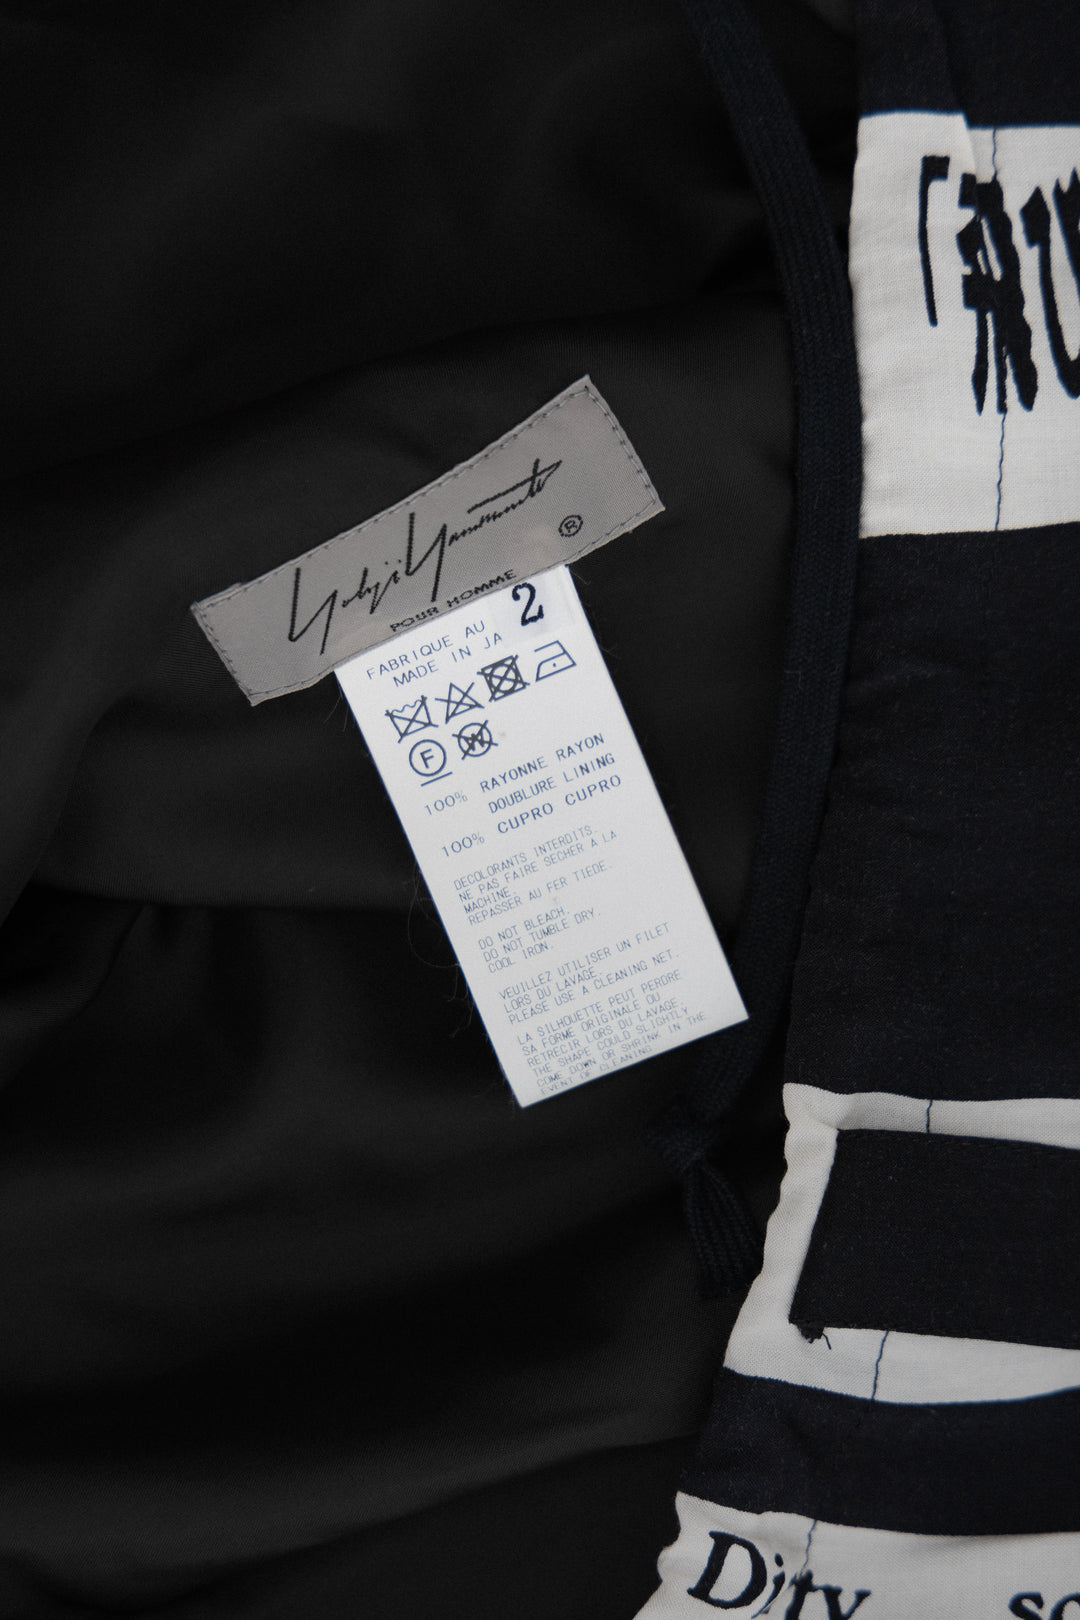 Yohji Yamamoto ®
POUR HOMME
2
FABRIQUE AU
MADE IN JA
F
W
100% RAYONNE RAYON
DOUBLURE LINING
100% CUPRO CUPRO
DECOLORANTS INTERDITS.
NE PAS FAIRE SECHER A LA
MACHINE.
REPASSER AU FER TIEDE.
DO NOT BLEACH.
DO NOT TUMBLE DRY.
COOL IRON.
VEUILLEZ UTILISER UN FILET
LORS DU LAVAGE.
PLEASE USE A CLEANING NET.
LA SILHOUETTE PEUT PERDRE
SA FORME ORIGINALE OU
RETRECIR LORS DU LAVAGE.
THE SHAPE COULD SLIGHTLY
COME DOWN OR SHRINK IN THE
EVENT OF CLEANING.
Dirty so